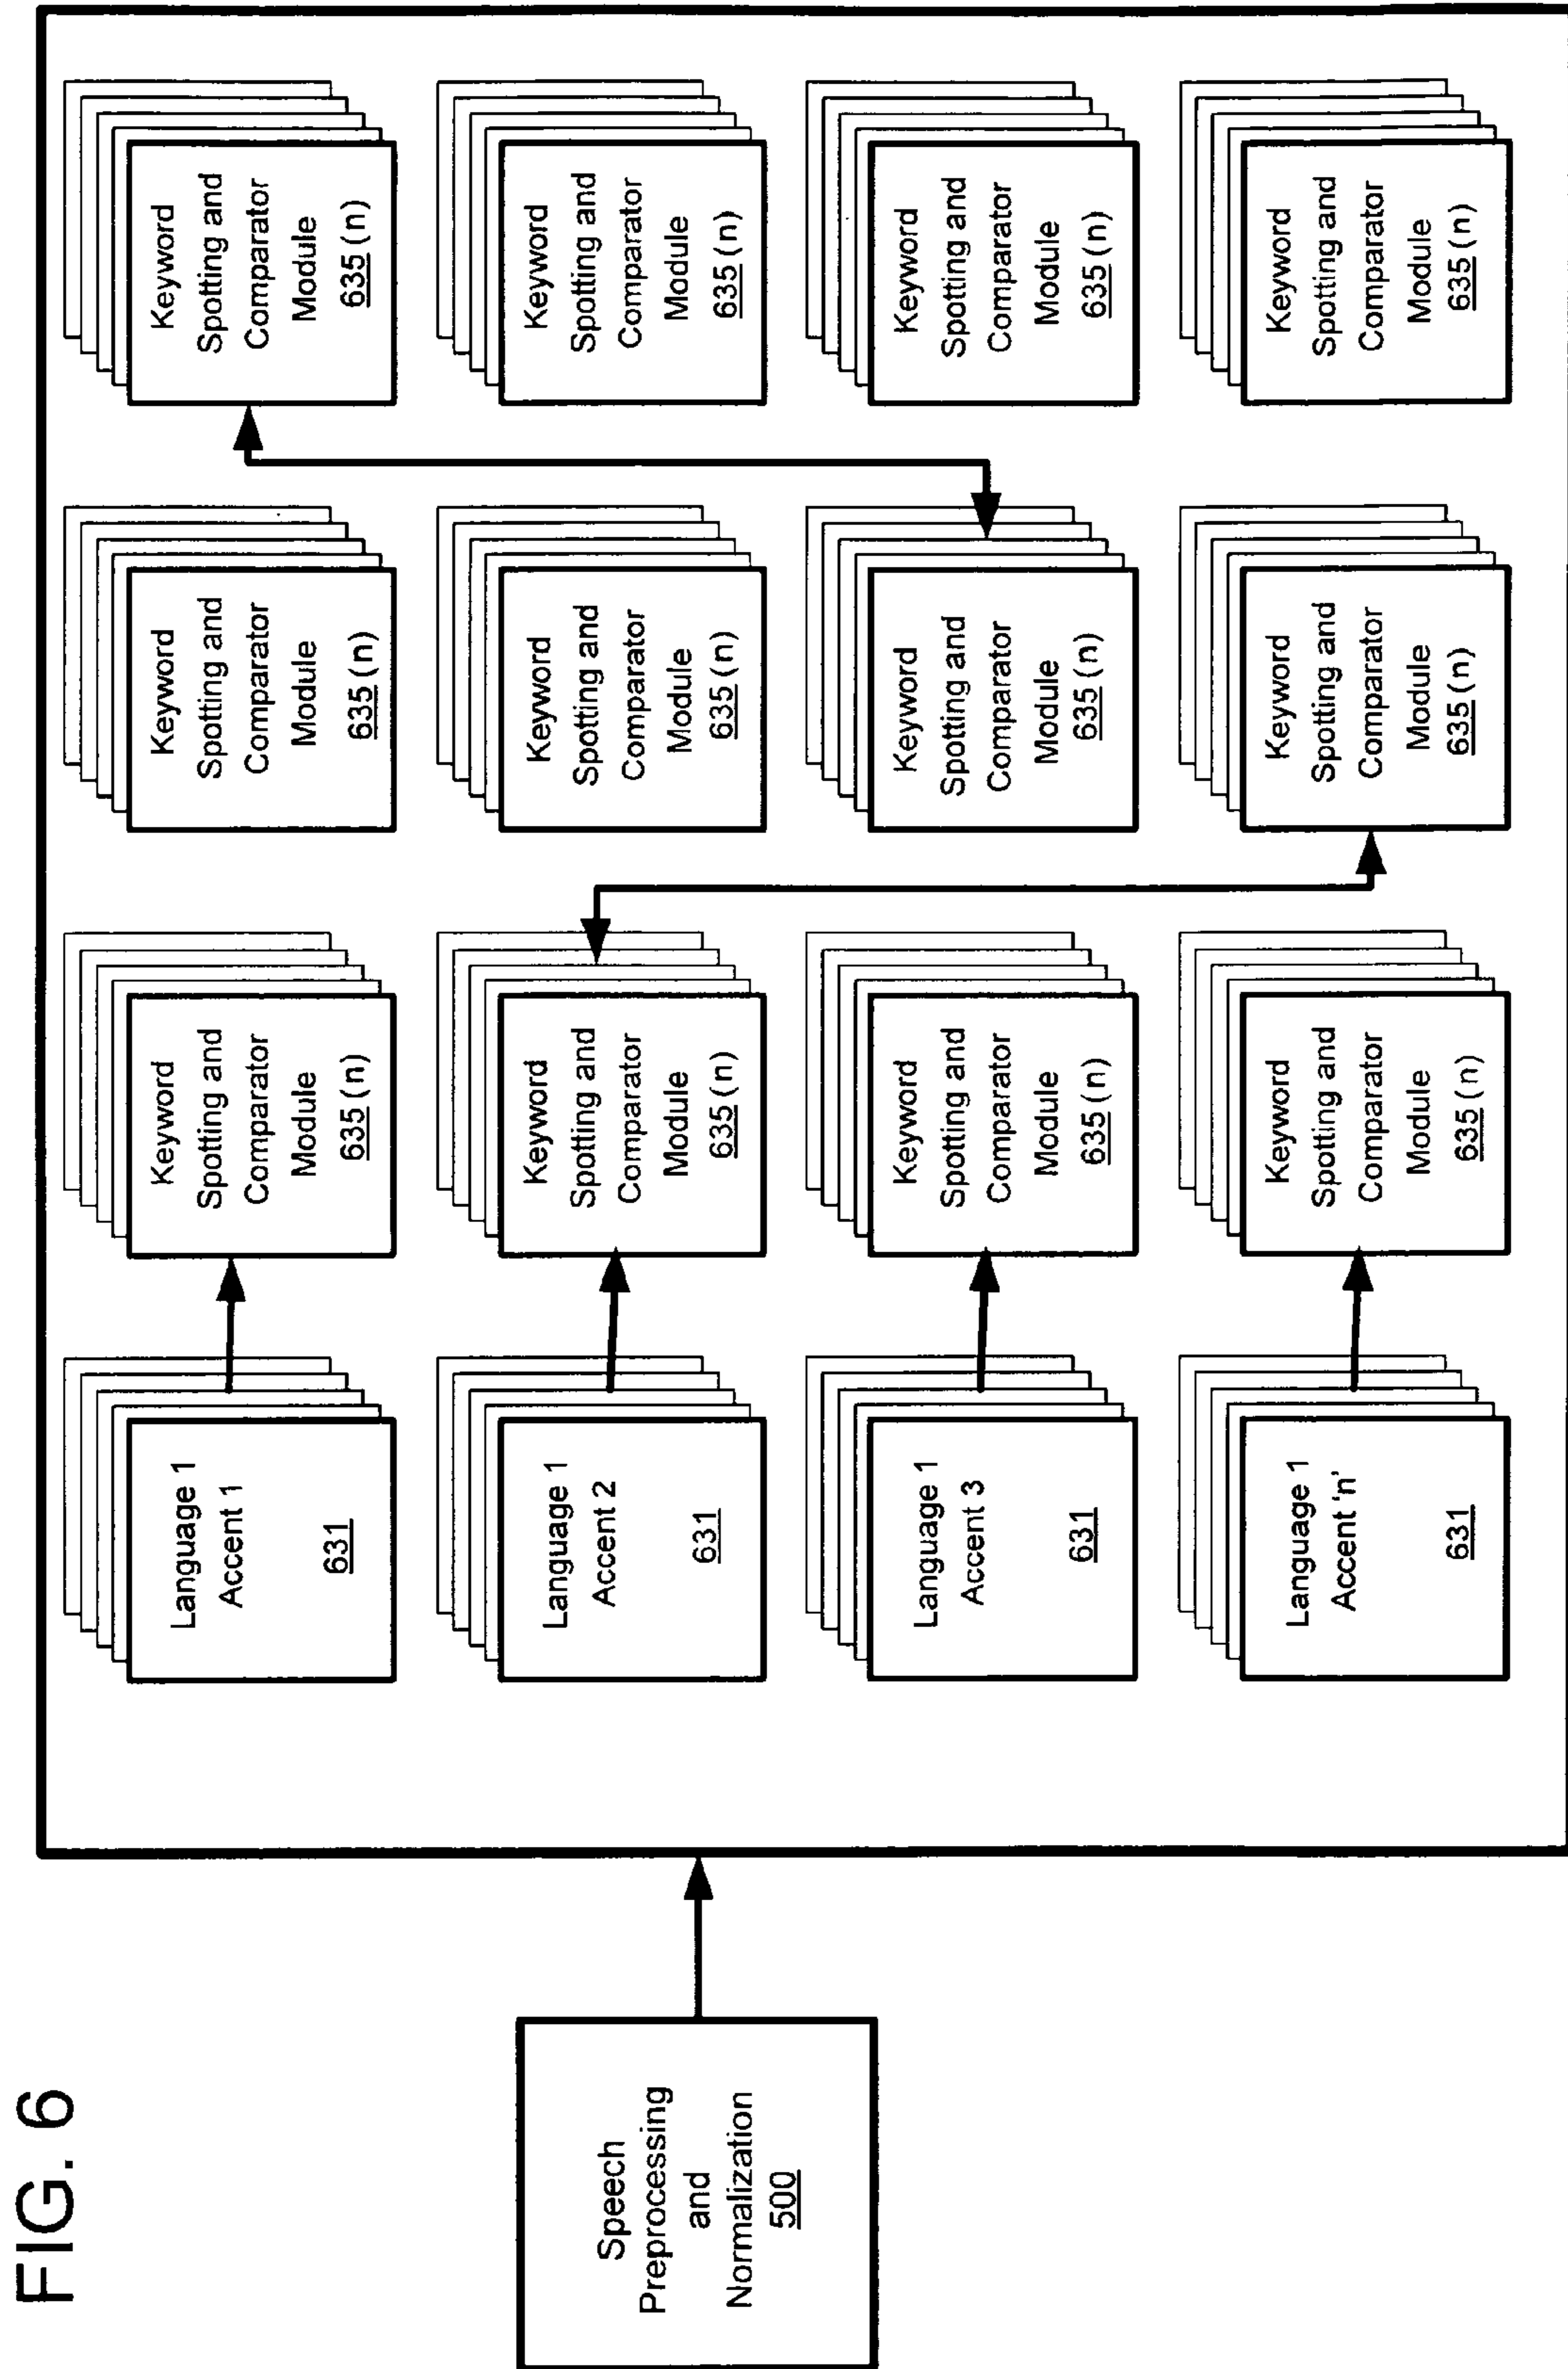 FIG. 6
Speech
Preprocessing
and
Normalization
500
Language 1
Accent 1
631
Keyword
Spotting and
Comparator
Module
635 (n)
Keyword
Spotting and
Comparator
Module
635 (n)
Keyword
Spotting and
Comparator
Module
635 (n)
Language 1
Accent 2
631
Keyword
Spotting and
Comparator
Module
635 (n)
Keyword
Spotting and
Comparator
Module
635 (n)
Keyword
Spotting and
Comparator
Module
635 (n)
Language 1
Accent 3
631
Keyword
Spotting and
Comparator
Module
635 (n)
Keyword
Spotting and
Comparator
Module
635 (n)
Keyword
Spotting and
Comparator
Module
635 (n)
Language 1
Accent 'n'
631
Keyword
Spotting and
Comparator
Module
635 (n)
Keyword
Spotting and
Comparator
Module
635 (n)
Keyword
Spotting and
Comparator
Module
635 (n)